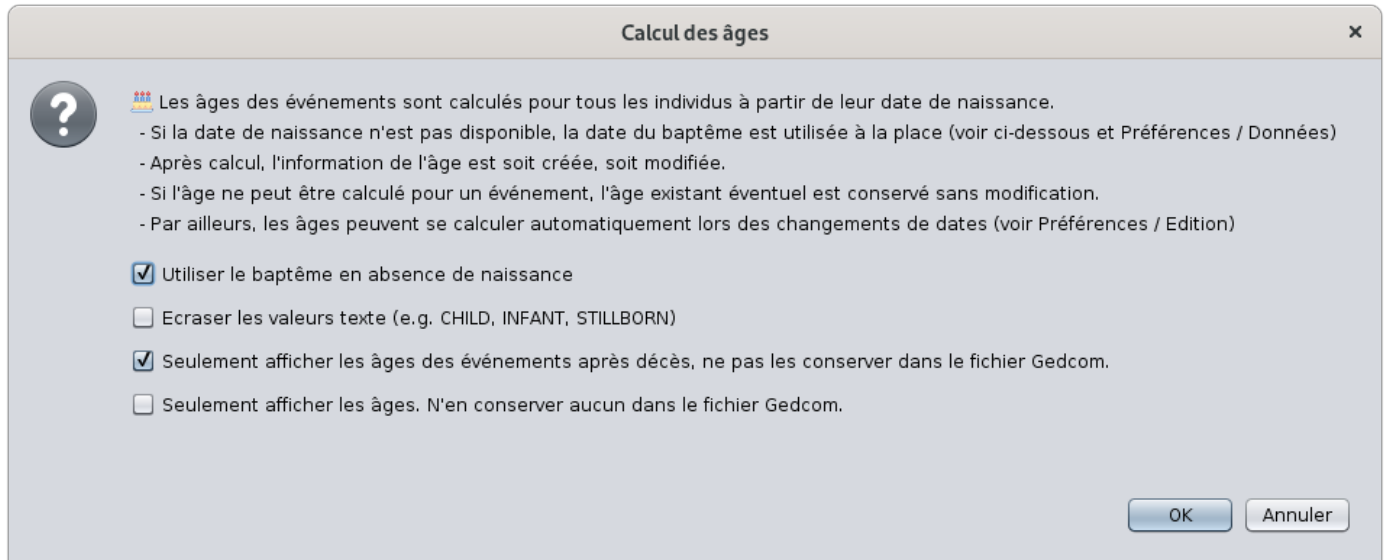 Calcul des âges
Les âges des événements sont calculés pour tous les individus à partir de leur date de naissance.
- Si la date de naissance n'est pas disponible, la date du baptême est utilisée à la place (voir ci-dessous et Préférences / Données)
- Après calcul, l'information de l'âge est soit créée, soit modifiée.
- Si l'âge ne peut être calculé pour un événement, l'âge existant éventuel est conservé sans modification.
- Par ailleurs, les âges peuvent se calculer automatiquement lors des changements de dates (voir Préférences / Edition)
Utiliser le baptême en absence de naissance
Ecraser les valeurs texte (e.g. CHILD, INFANT, STILLBORN)
Seulement afficher les âges des événements après décès, ne pas les conserver dans le fichier Gedcom.
Seulement afficher les âges. N'en conserver aucun dans le fichier Gedcom.
OK Annuler